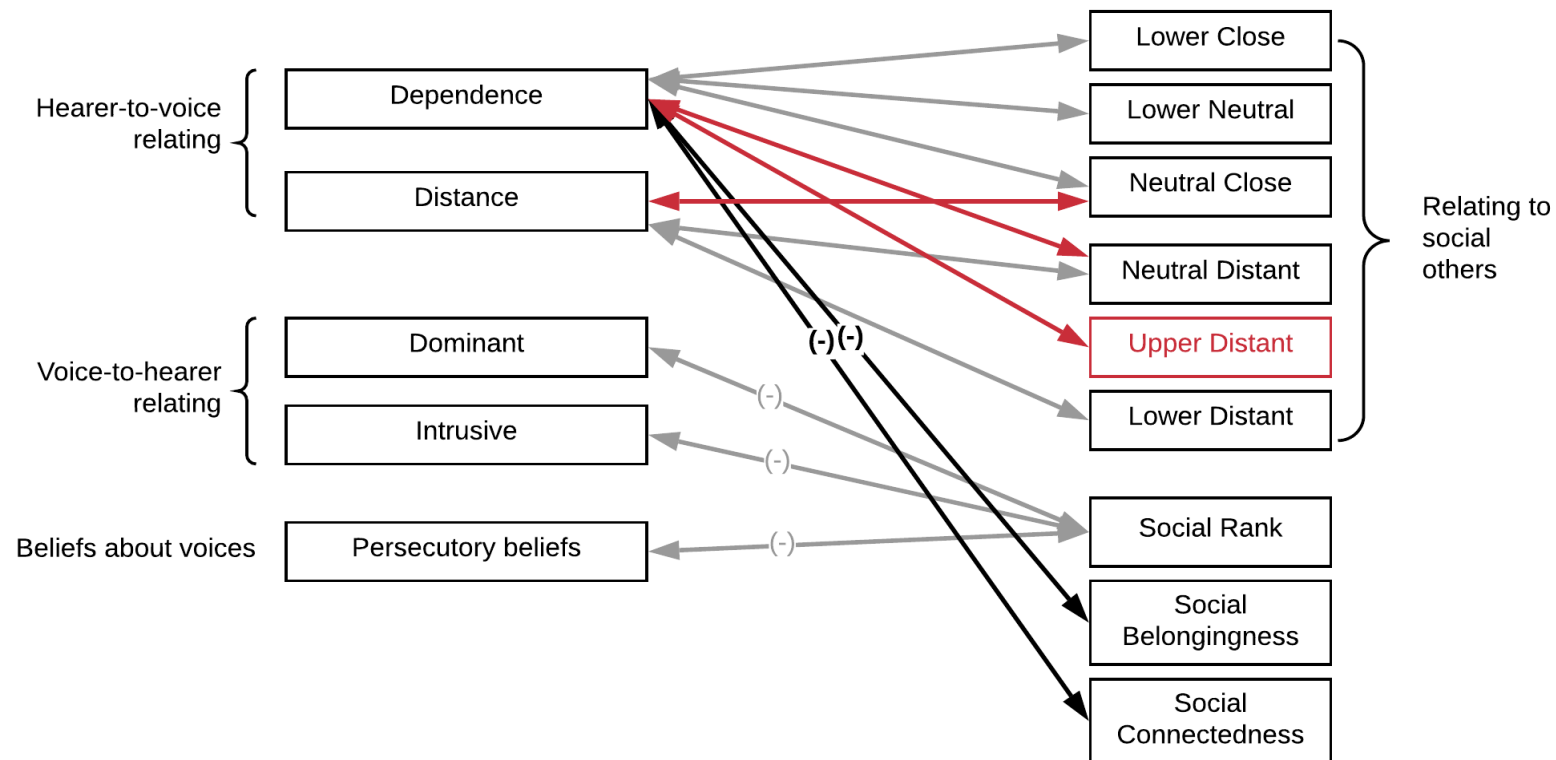 Hearer-to-voice
relating
Dependence
Distance
Voice-to-hearer
relating
Dominant
Intrusive
Beliefs about voices
Persecutory beliefs
(-)
(-)
(-)
(-)
(-)
Lower Close
Lower Neutral
Neutral Close
Neutral Distant
Upper Distant
Lower Distant
Relating to
social
others
Social Rank
Social
Belongingness
Social
Connectedness